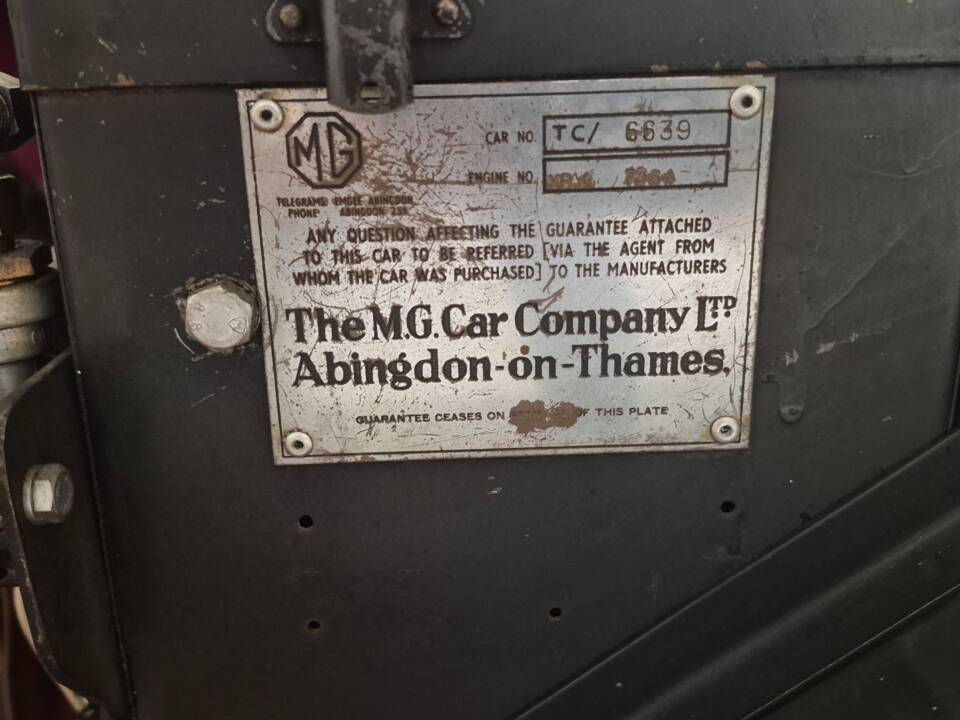 MG
CAR NO. TC/ 6639
ENGINE NO.
TELEGRAMS EMGEE ABINGDON
PHONE ABINGDON 251
ANY QUESTION AFFECTING THE GUARANTEE ATTACHED
TO THIS CAR TO BE REFERRED [VIA THE AGENT FROM
WHOM THE CAR WAS PURCHASED] TO THE MANUFACTURERS
The M.G. Car Company LTD
Abingdon-on-Thames.
GUARANTEE CEASES ON OF THIS PLATE